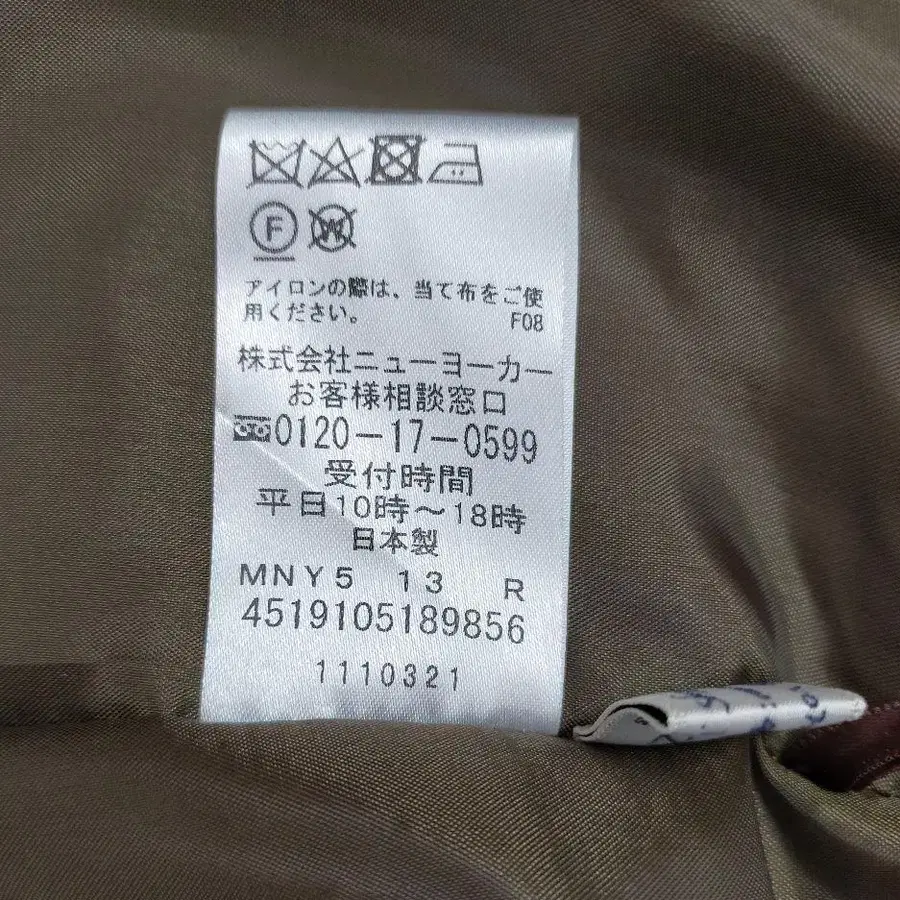 F W
アイロンの際は、当て布をご使
用ください。 F08
株式会社ニューヨーカー
お客様相談窓口
0120-17-0599
受付時間
平日10時〜18時
日本製
MNY5 13 R
4519105189856
1110321